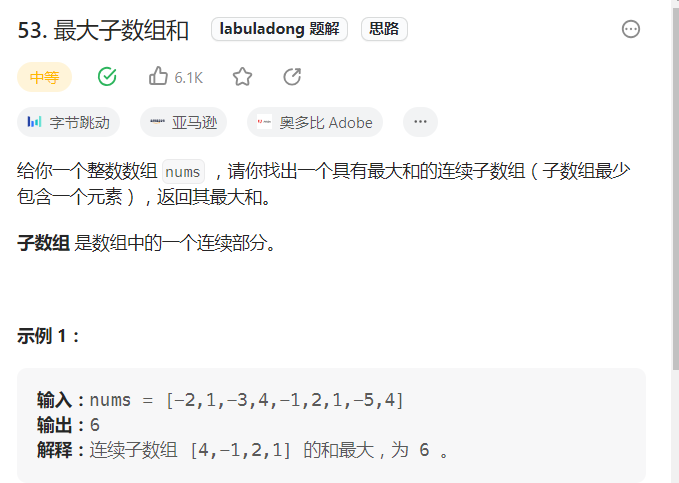 53. 最大子数组和 labuladong 题解 思路
中等 6.1K
字节跳动 亚马逊 奥多比 Adobe ···
给你一个整数数组 nums ，请你找出一个具有最大和的连续子数组（子数组最少
包含一个元素），返回其最大和。
子数组 是数组中的一个连续部分。
示例 1：
输入：nums = [-2,1,-3,4,-1,2,1,-5,4]
输出：6
解释：连续子数组 [4,-1,2,1] 的和最大，为 6 。